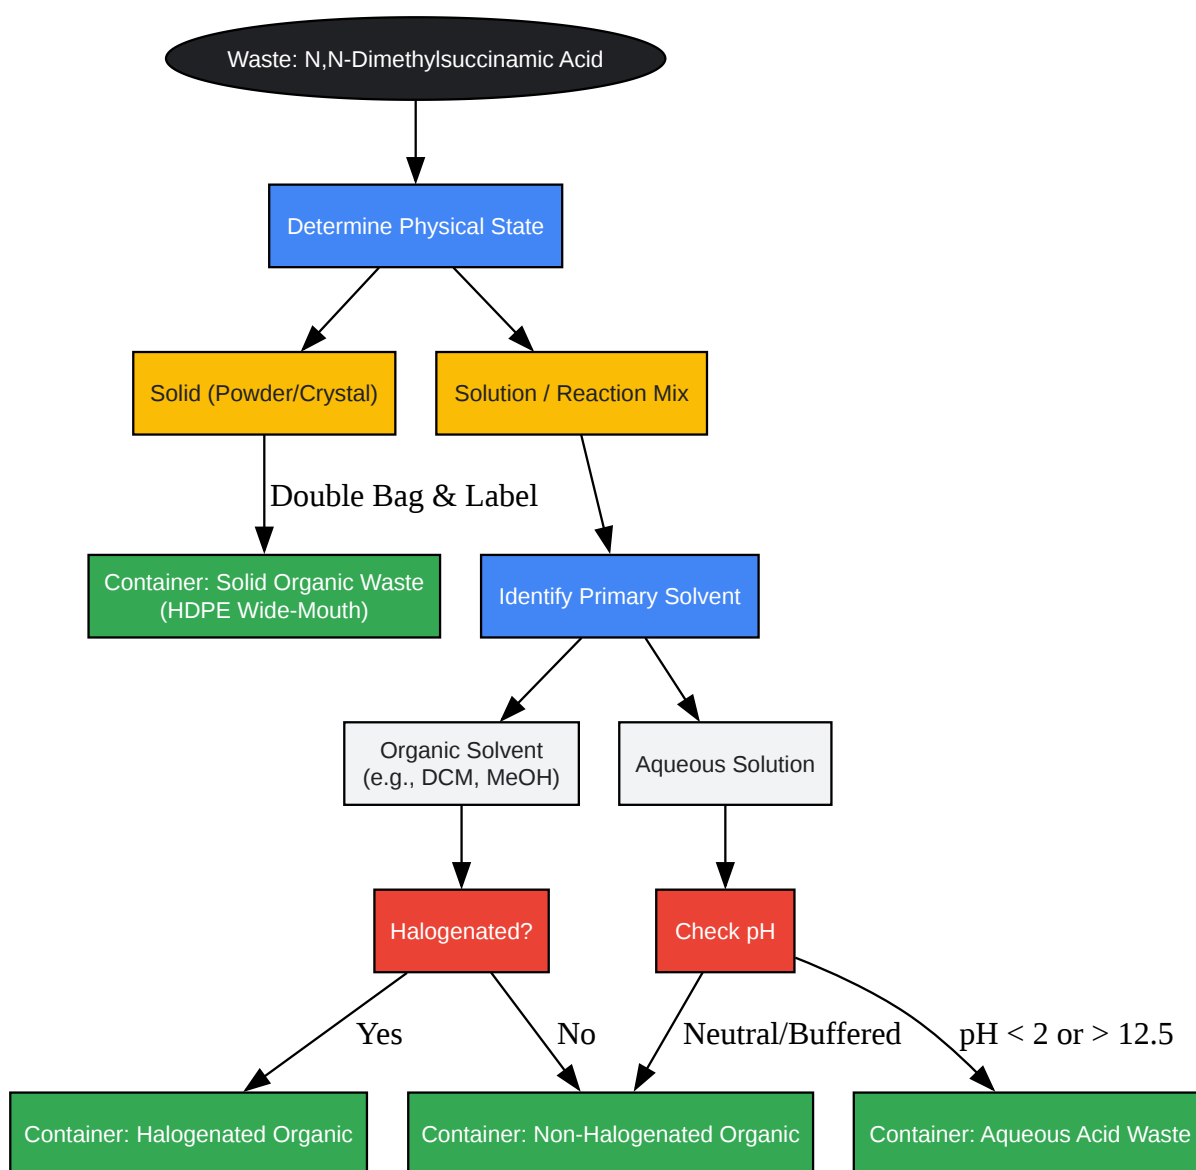 Waste: N,N-Dimethylsuccinamic Acid
Determine Physical State
Solid (Powder/Crystal)
Solution / Reaction Mix
Double Bag & Label
Container: Solid Organic Waste
(HDPE Wide-Mouth)
Identify Primary Solvent
Organic Solvent
(e.g., DCM, MeOH)
Aqueous Solution
Halogenated?
Check pH
Yes
No
Neutral/Buffered
pH < 2 or > 12.5
Container: Halogenated Organic
Container: Non-Halogenated Organic
Container: Aqueous Acid Waste